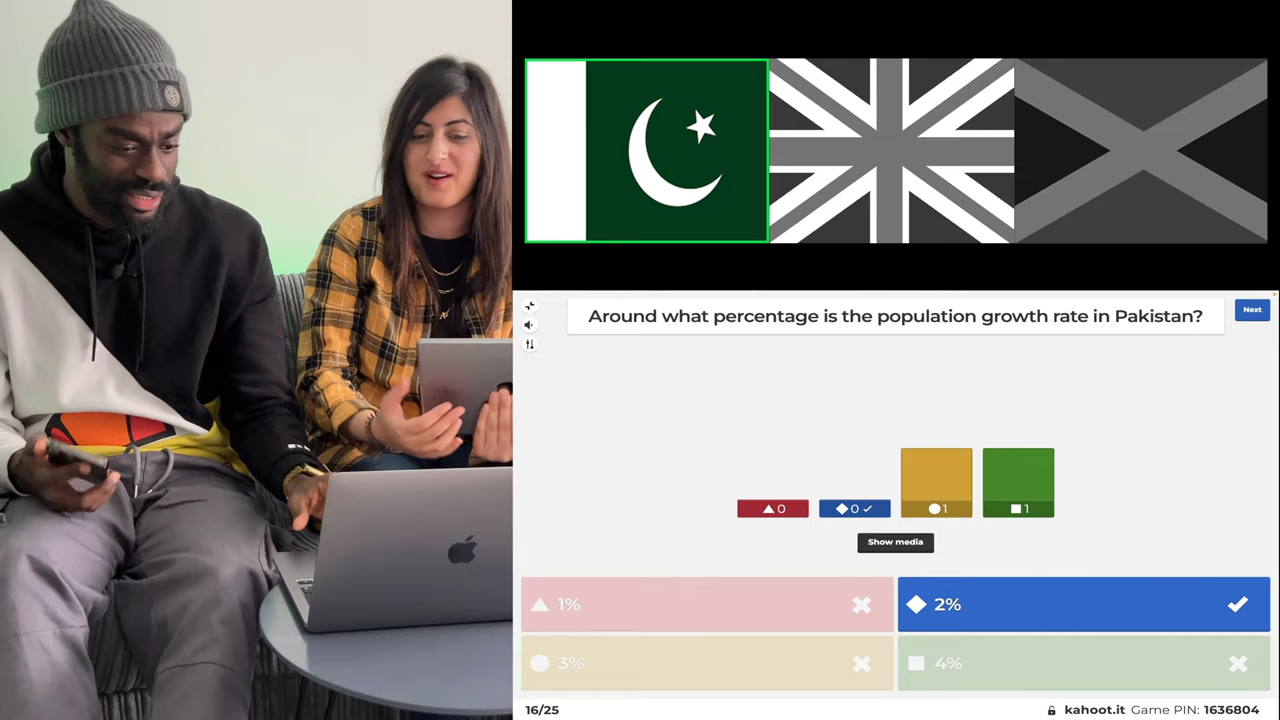 Around what percentage is the population growth rate in Pakistan?
Next
0
0
1
1
Show media
1%
2%
3%
4%
16/25
kahoot.it Game PIN: 1636804